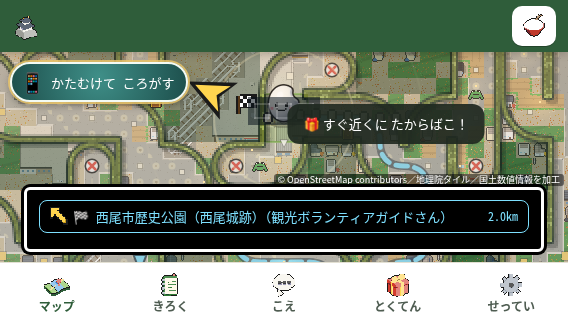 かたむけて ころがす
すぐ近くに たからばこ！
© OpenStreetMap contributors／地理院タイル／国土数値情報を加工
西尾市歴史公園（西尾城跡）（観光ボランティアガイドさん）
2.0km
マップ
きろく
こえ
とくてん
せってい